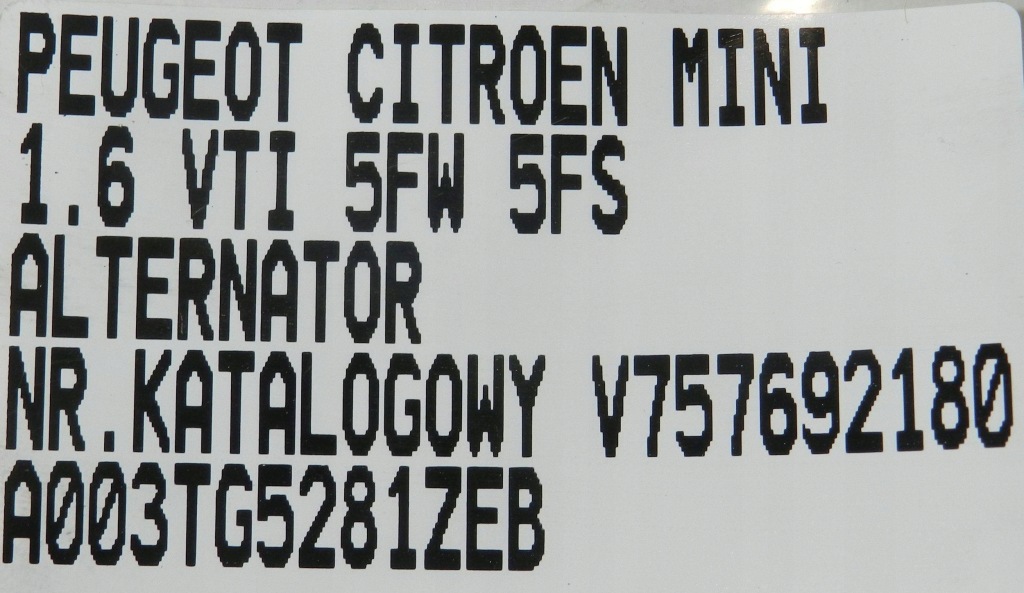 PEUGEOT CITROEN MINI
1.6 VTI 5FW 5FS
ALTERNATOR
NR.KATALOGOWY V757692180
A003TG5281ZEB